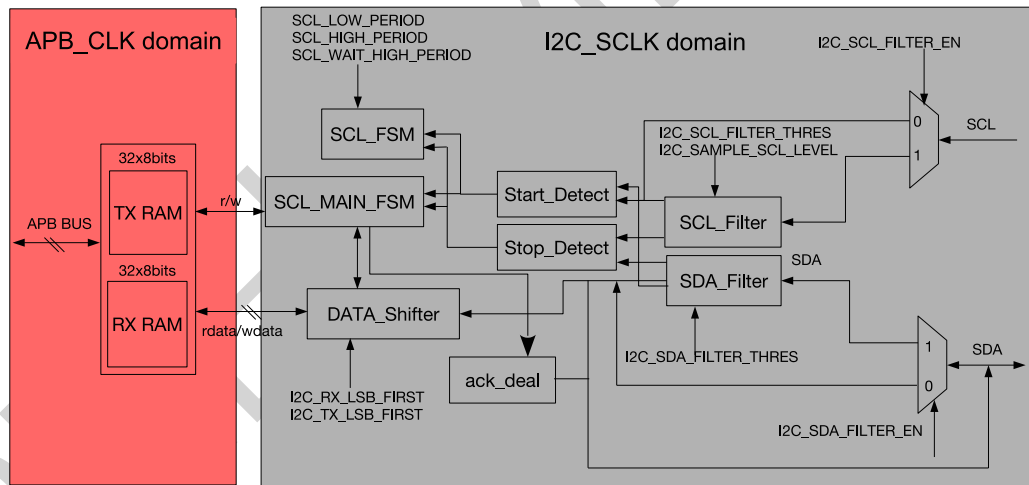 APB_CLK domain
32x8bits
TX RAM
32x8bits
RX RAM
APB BUS
r/w
rdata/wdata
SCL_LOW_PERIOD
SCL_HIGH_PERIOD
SCL_WAIT_HIGH_PERIOD
I2C_SCLK domain
I2C_SCL_FILTER_EN
SCL_FSM
SCL_MAIN_FSM
DATA_Shifter
I2C_RX_LSB_FIRST
I2C_TX_LSB_FIRST
Start_Detect
Stop_Detect
ack_deal
I2C_SCL_FILTER_THRES
I2C_SAMPLE_SCL_LEVEL
SCL_Filter
SDA
SDA_Filter
I2C_SDA_FILTER_THRES
0
1
SCL
1
0
SDA
I2C_SDA_FILTER_EN